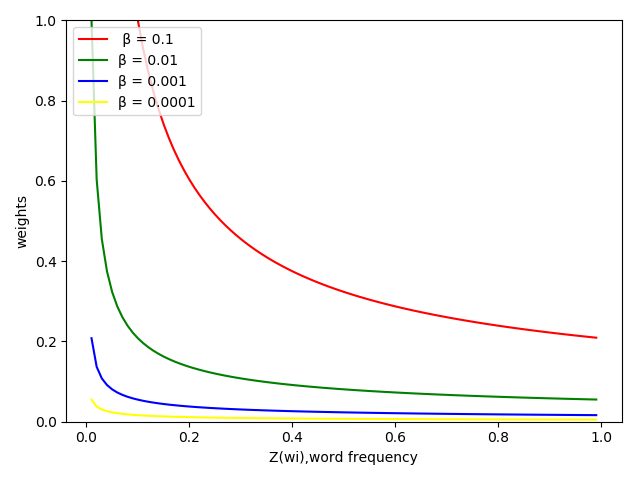 β = 0.1
β = 0.01
β = 0.001
β = 0.0001
1.0
0.8
0.6
0.4
0.2
0.0
weights
0.0 0.2 0.4 0.6 0.8 1.0
Z(wi),word frequency